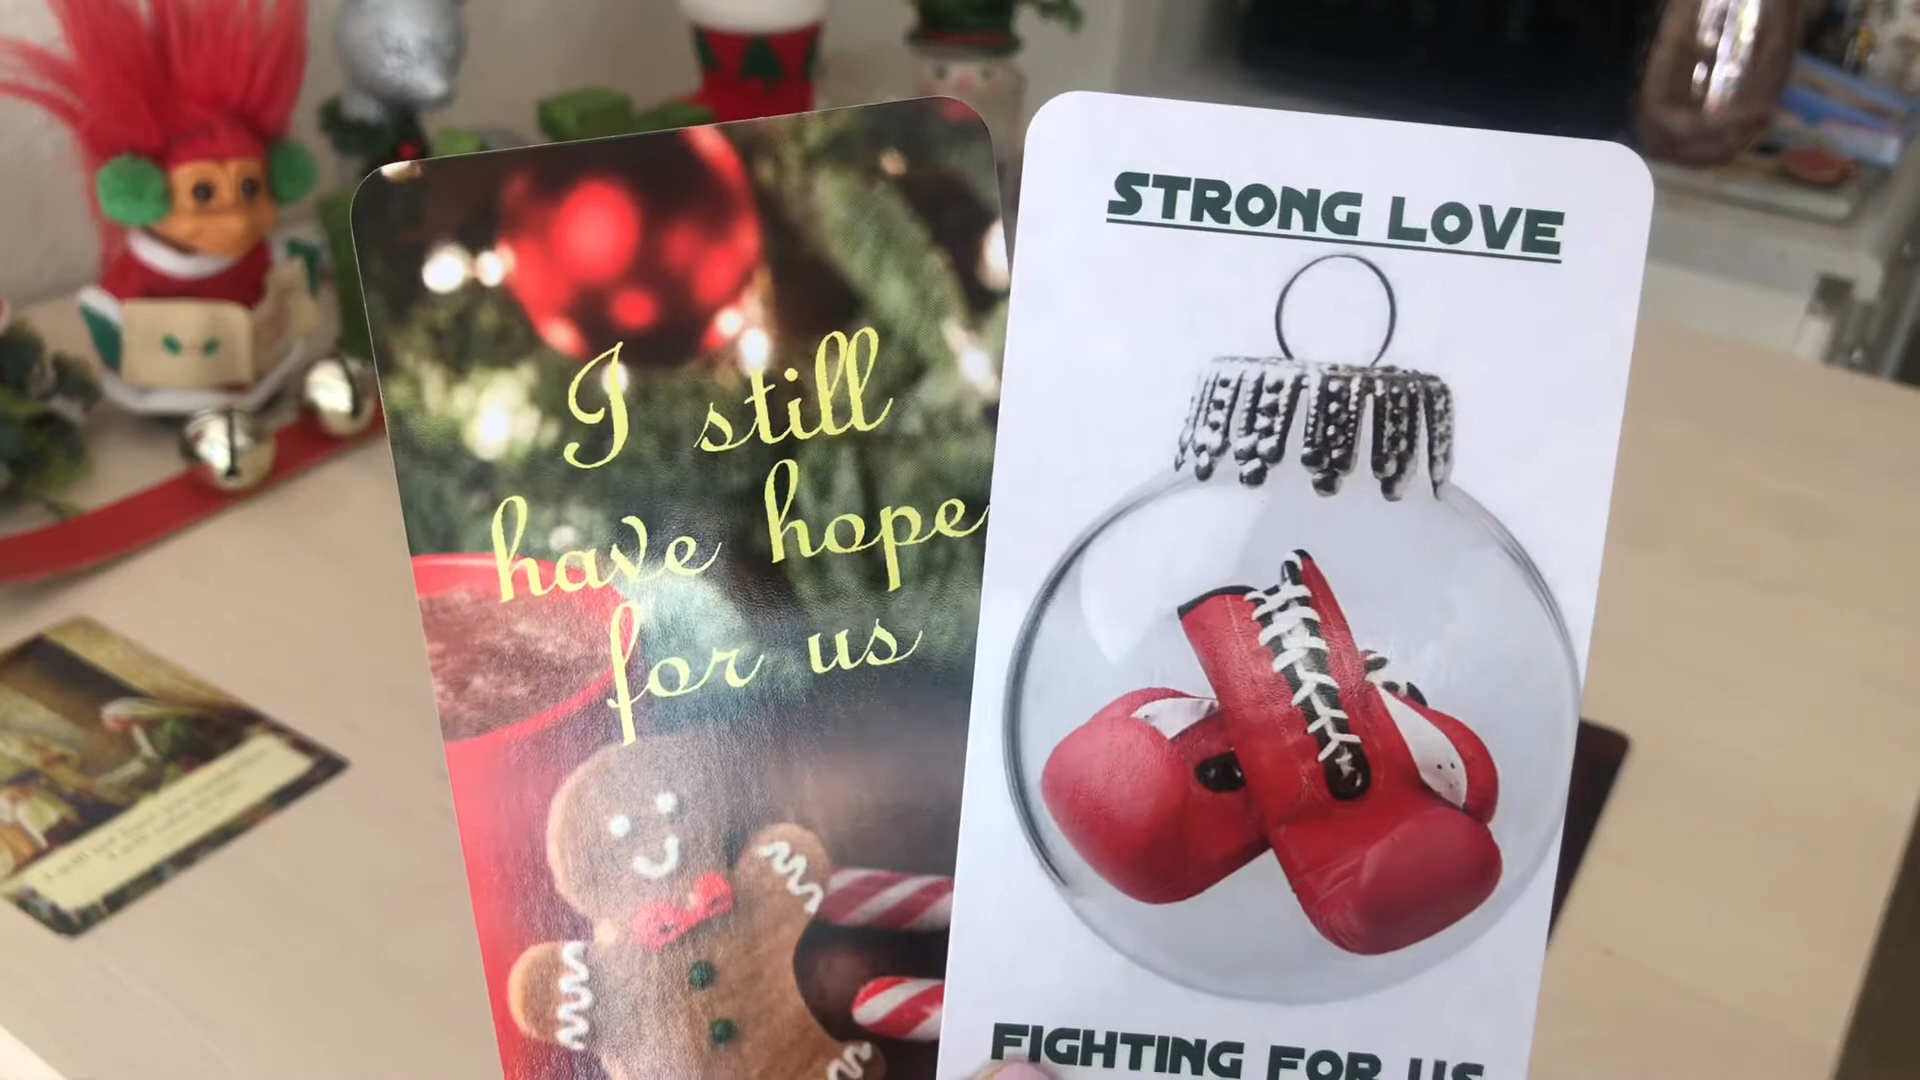 I still
have hope
for us
STRONG LOVE
FIGHTING FOR US